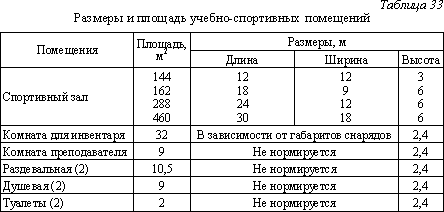 Таблица 33
Размеры и площадь учебно-спортивных помещений
Помещения Площадь, м2 Размеры, м
Длина Ширина Высота
Спортивный зал 144 12 12 3
162 18 9 6
288 24 12 6
460 30 18 6
Комната для инвентаря 32 В зависимости от габаритов снарядов 2,4
Комната преподавателя 9 Не нормируется 2,4
Раздевальная (2) 10,5 Не нормируется 2,4
Душевая (2) 9 Не нормируется 2,4
Туалеты (2) 2 Не нормируется 2,4